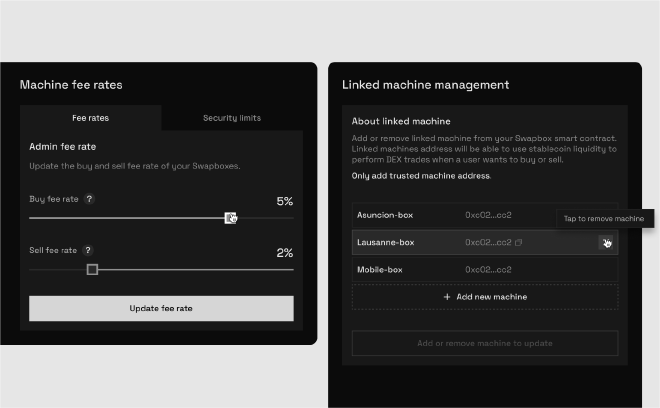 Machine fee rates
Fee rates
Security limits
Admin fee rate
Update the buy and sell fee rate of your Swapboxes.
Buy fee rate ?
5%
Sell fee rate ?
2%
Update fee rate
Linked machine management
About linked machine
Add or remove linked machine from your Swapbox smart contract.
Linked machines address will be able to use stablecoin liquidity to
perform DEX trades when a user wants to buy or sell.
Only add trusted machine address.
Asuncion-box 0xc02...cc2
Tap to remove machine
Lausanne-box 0xc02...cc2
Mobile-box 0xc02...cc2
+ Add new machine
Add or remove machine to update